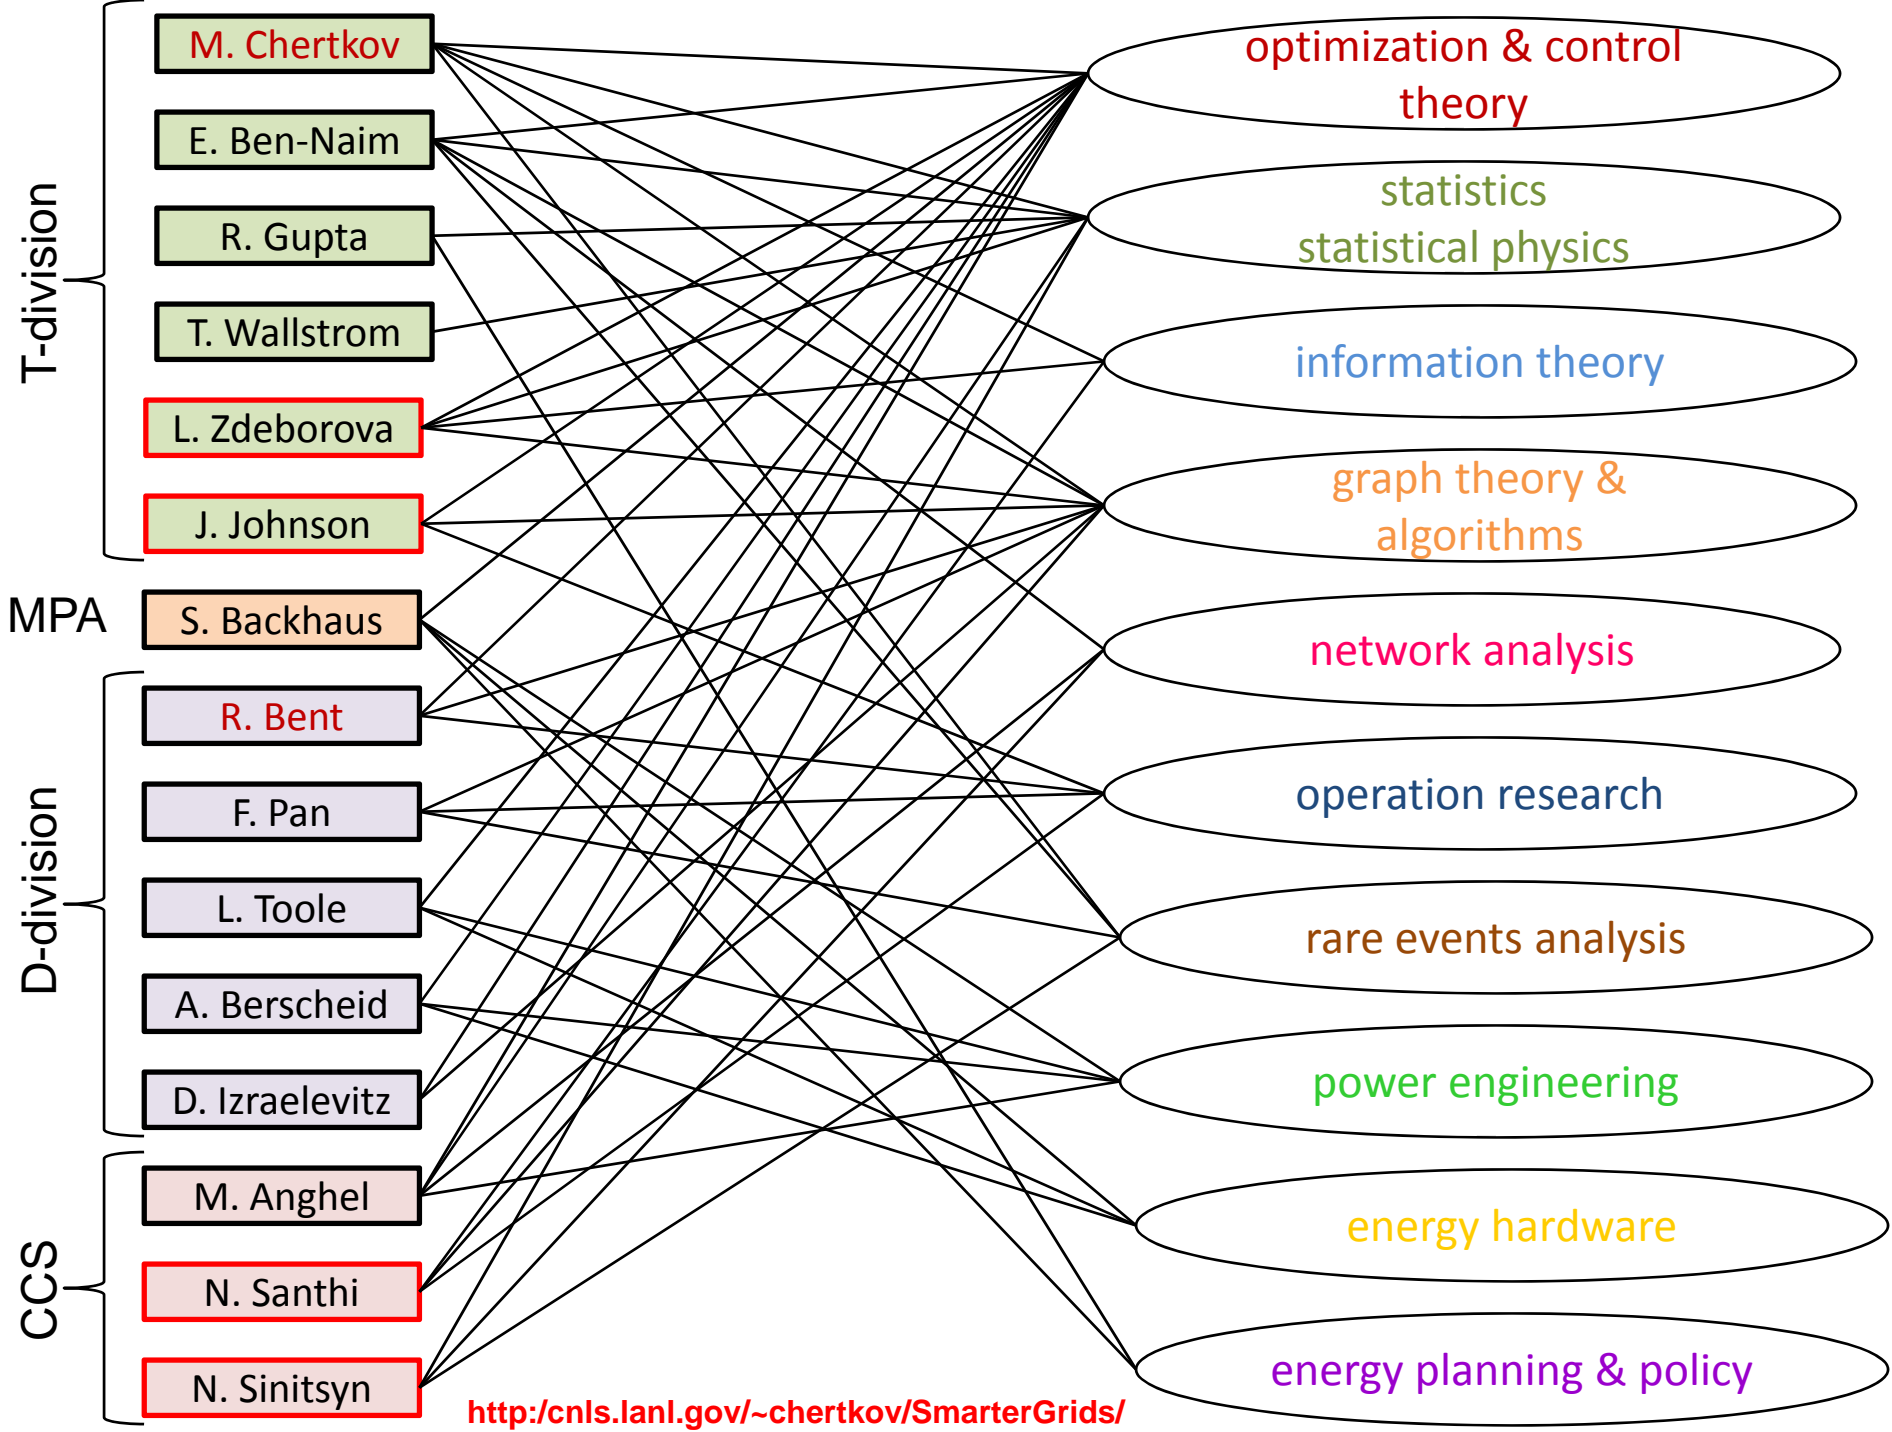 T-division
M. Chertkov
E. Ben-Naim
R. Gupta
T. Wallstrom
L. Zdeborova
J. Johnson
MPA
S. Backhaus
D-division
R. Bent
F. Pan
L. Toole
A. Berscheid
D. Izraelevitz
CCS
M. Anghel
N. Santhi
N. Sinitsyn
optimization & control
theory
statistics
statistical physics
information theory
graph theory &
algorithms
network analysis
operation research
rare events analysis
power engineering
energy hardware
energy planning & policy
http:/cnls.lanl.gov/~chertkov/SmarterGrids/